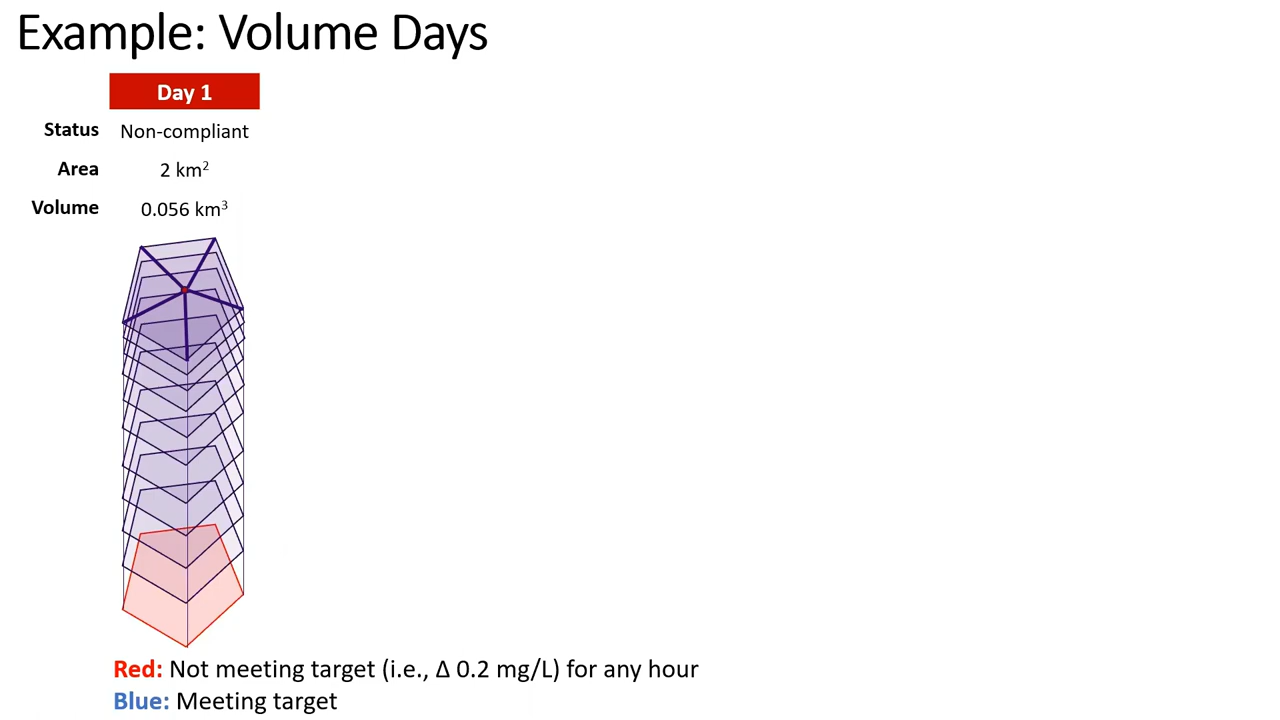 Example: Volume Days
Day 1
Status Non-compliant
Area 2 km²
Volume 0.056 km³
Red: Not meeting target (i.e., Δ 0.2 mg/L) for any hour
Blue: Meeting target